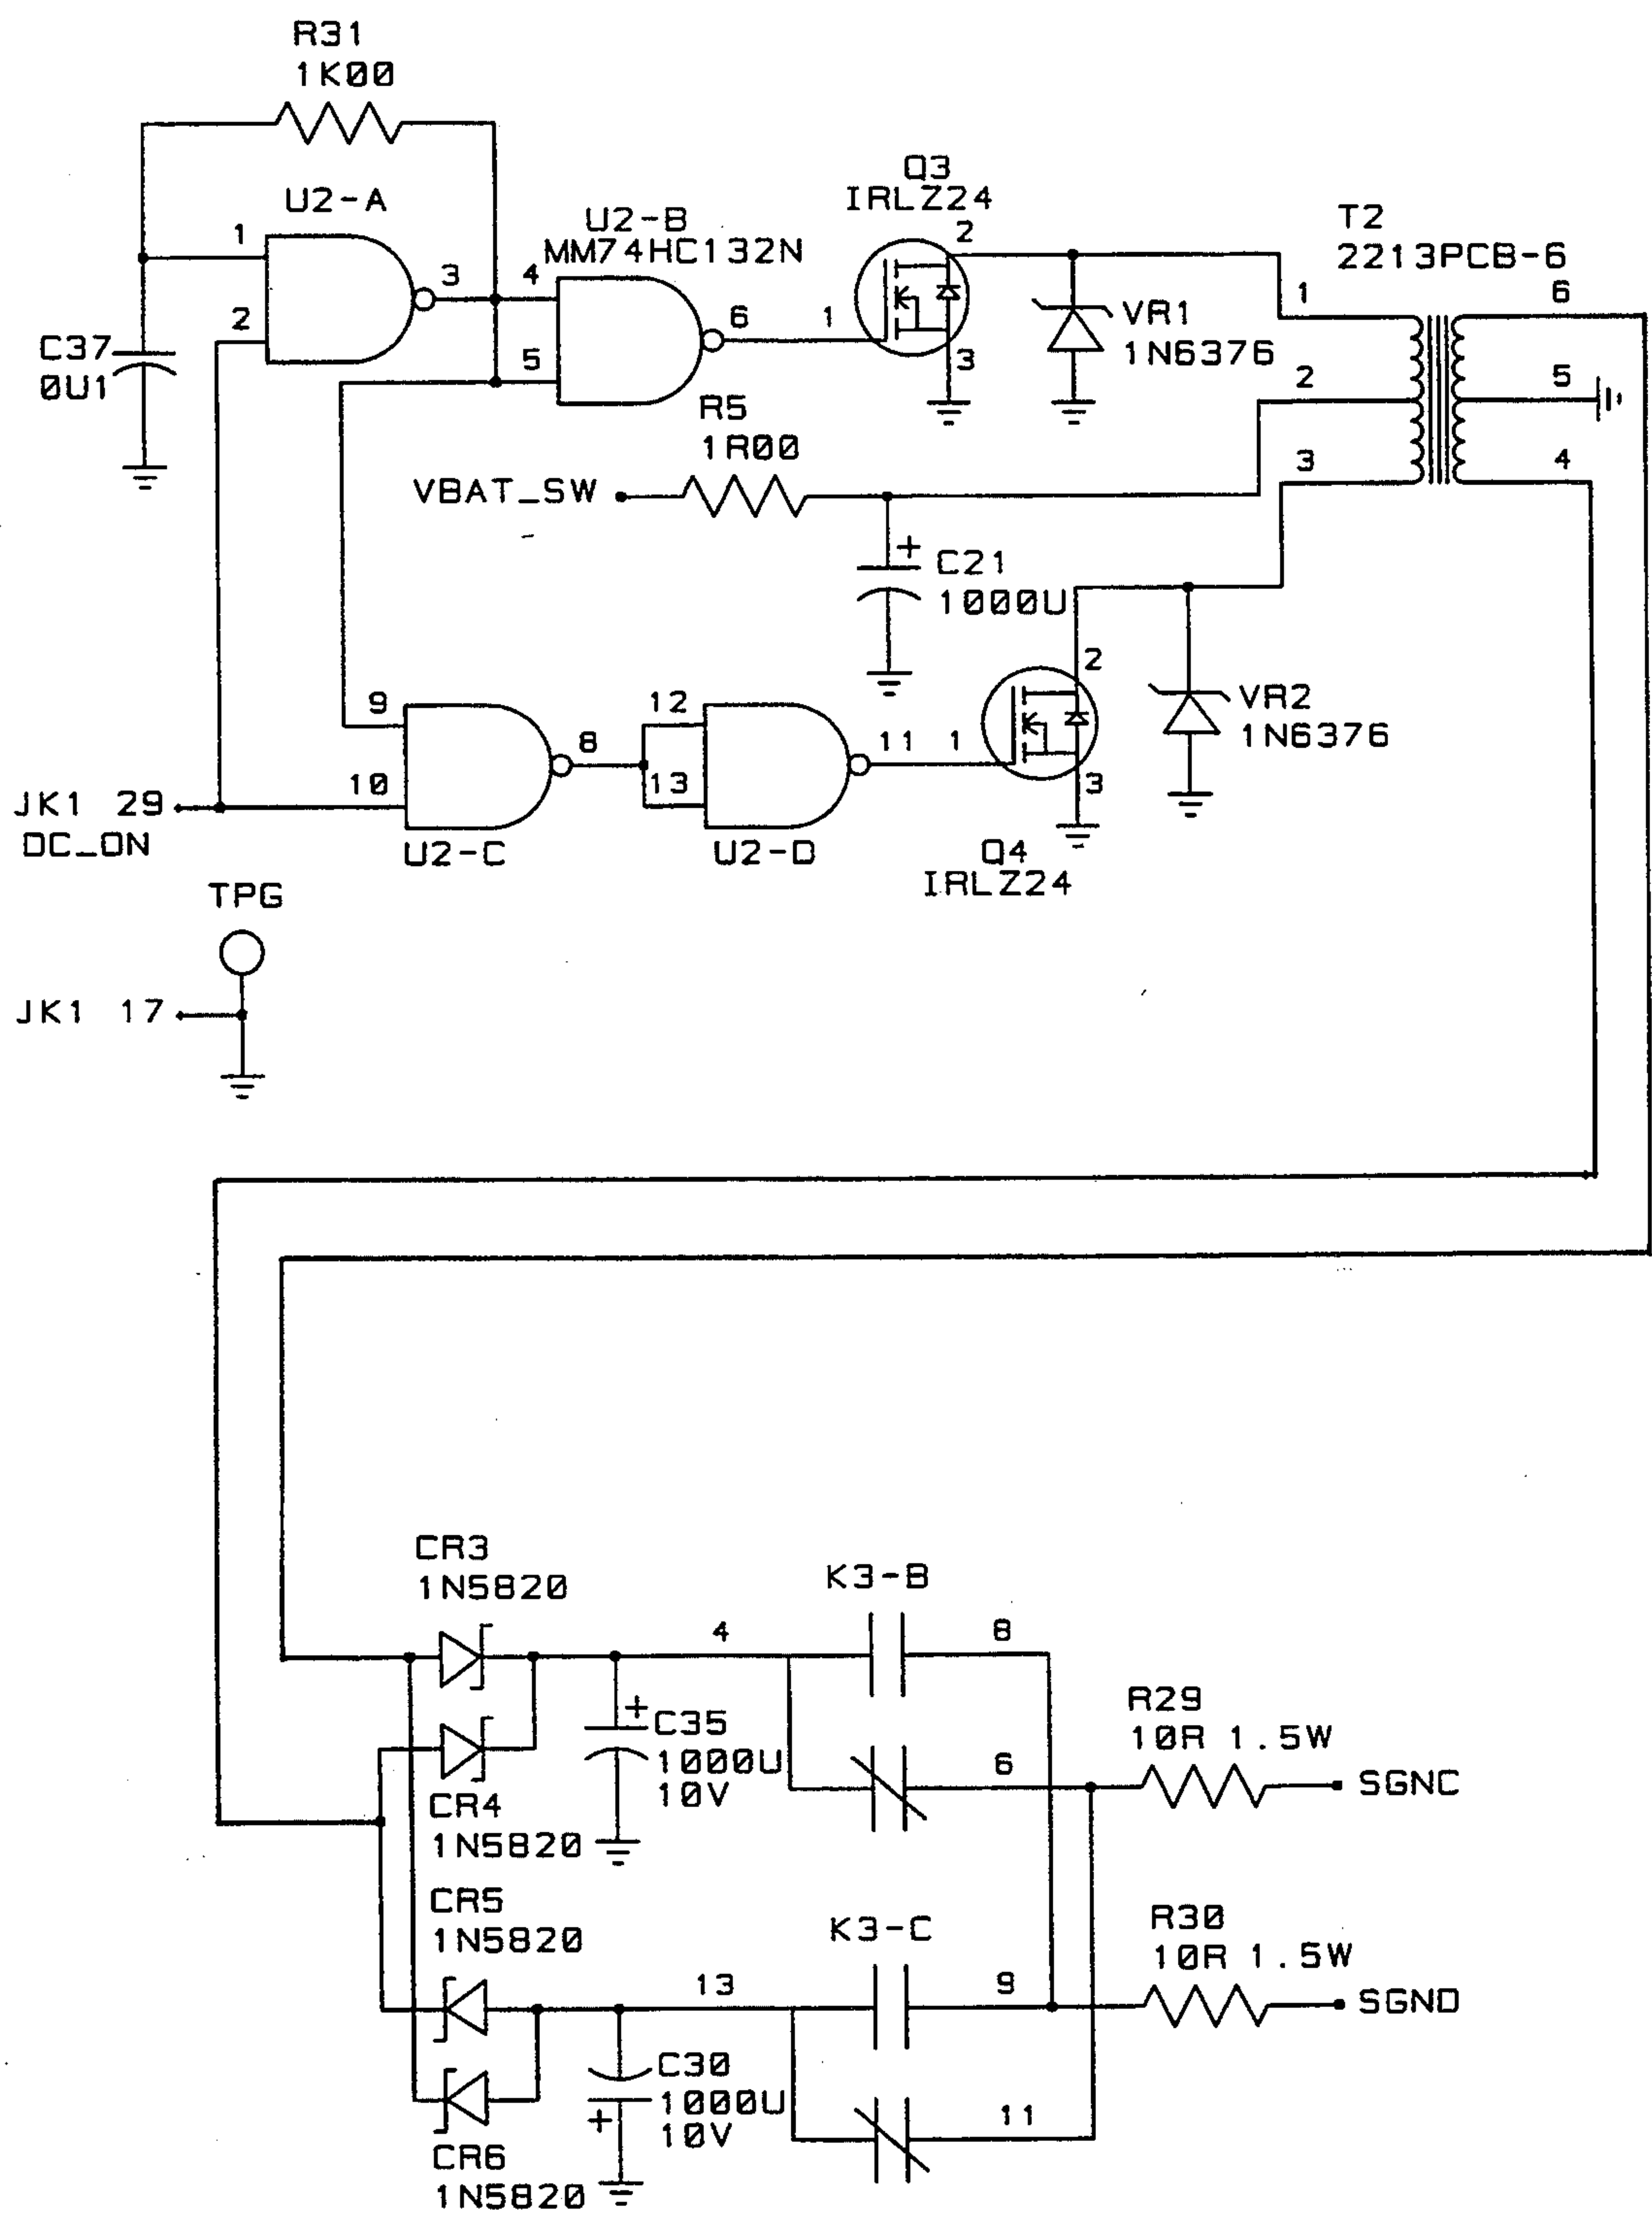 R31
1K00
U2-A
1
2
3
C37
0U1
U2-B
MM74HC132N
4
5
6
Q3
IRLZ24
1
2
3
VR1
1N6376
T2
2213PCB-6
1
2
3
6
5
4
R5
1R00
VBAT_SW
+
C21
1000U
9
10
8
12
13
11
1
2
3
VR2
1N6376
JK1 29
DC_ON
U2-C
U2-D
Q4
IRLZ24
TPG
JK1 17
CR3
1N5820
K3-B
4
8
+
C35
1000U
10V
6
R29
10R 1.5W
SGNC
CR4
1N5820
CR5
1N5820
K3-C
13
9
R30
10R 1.5W
SGND
C30
1000U
10V
+
11
CR6
1N5820